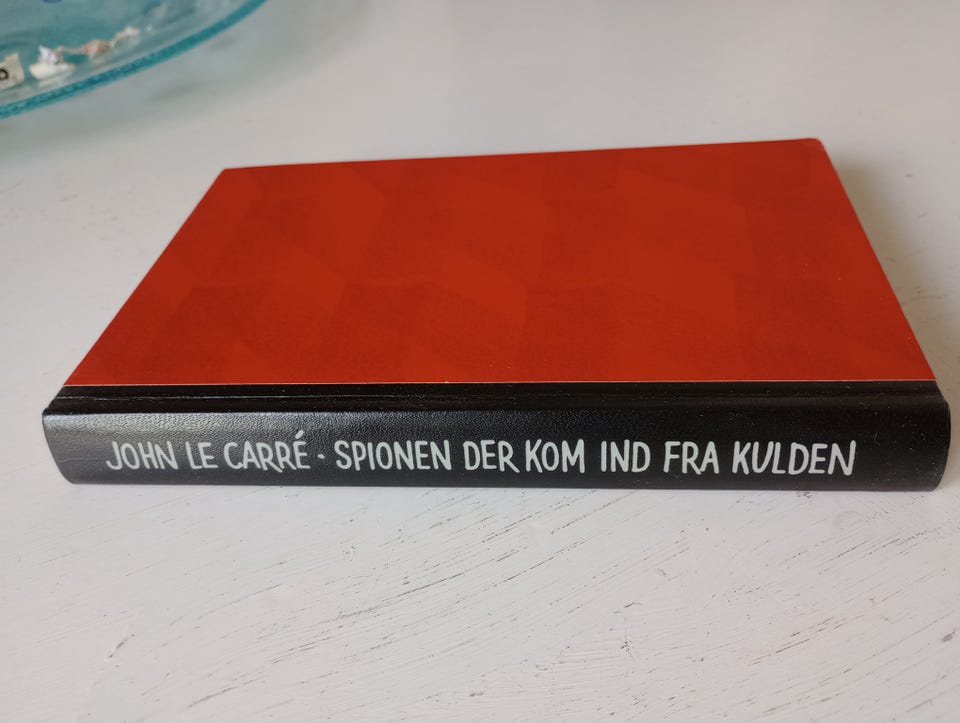 JOHN LE CARRÉ · SPIONEN DER KOM IND FRA KULDEN